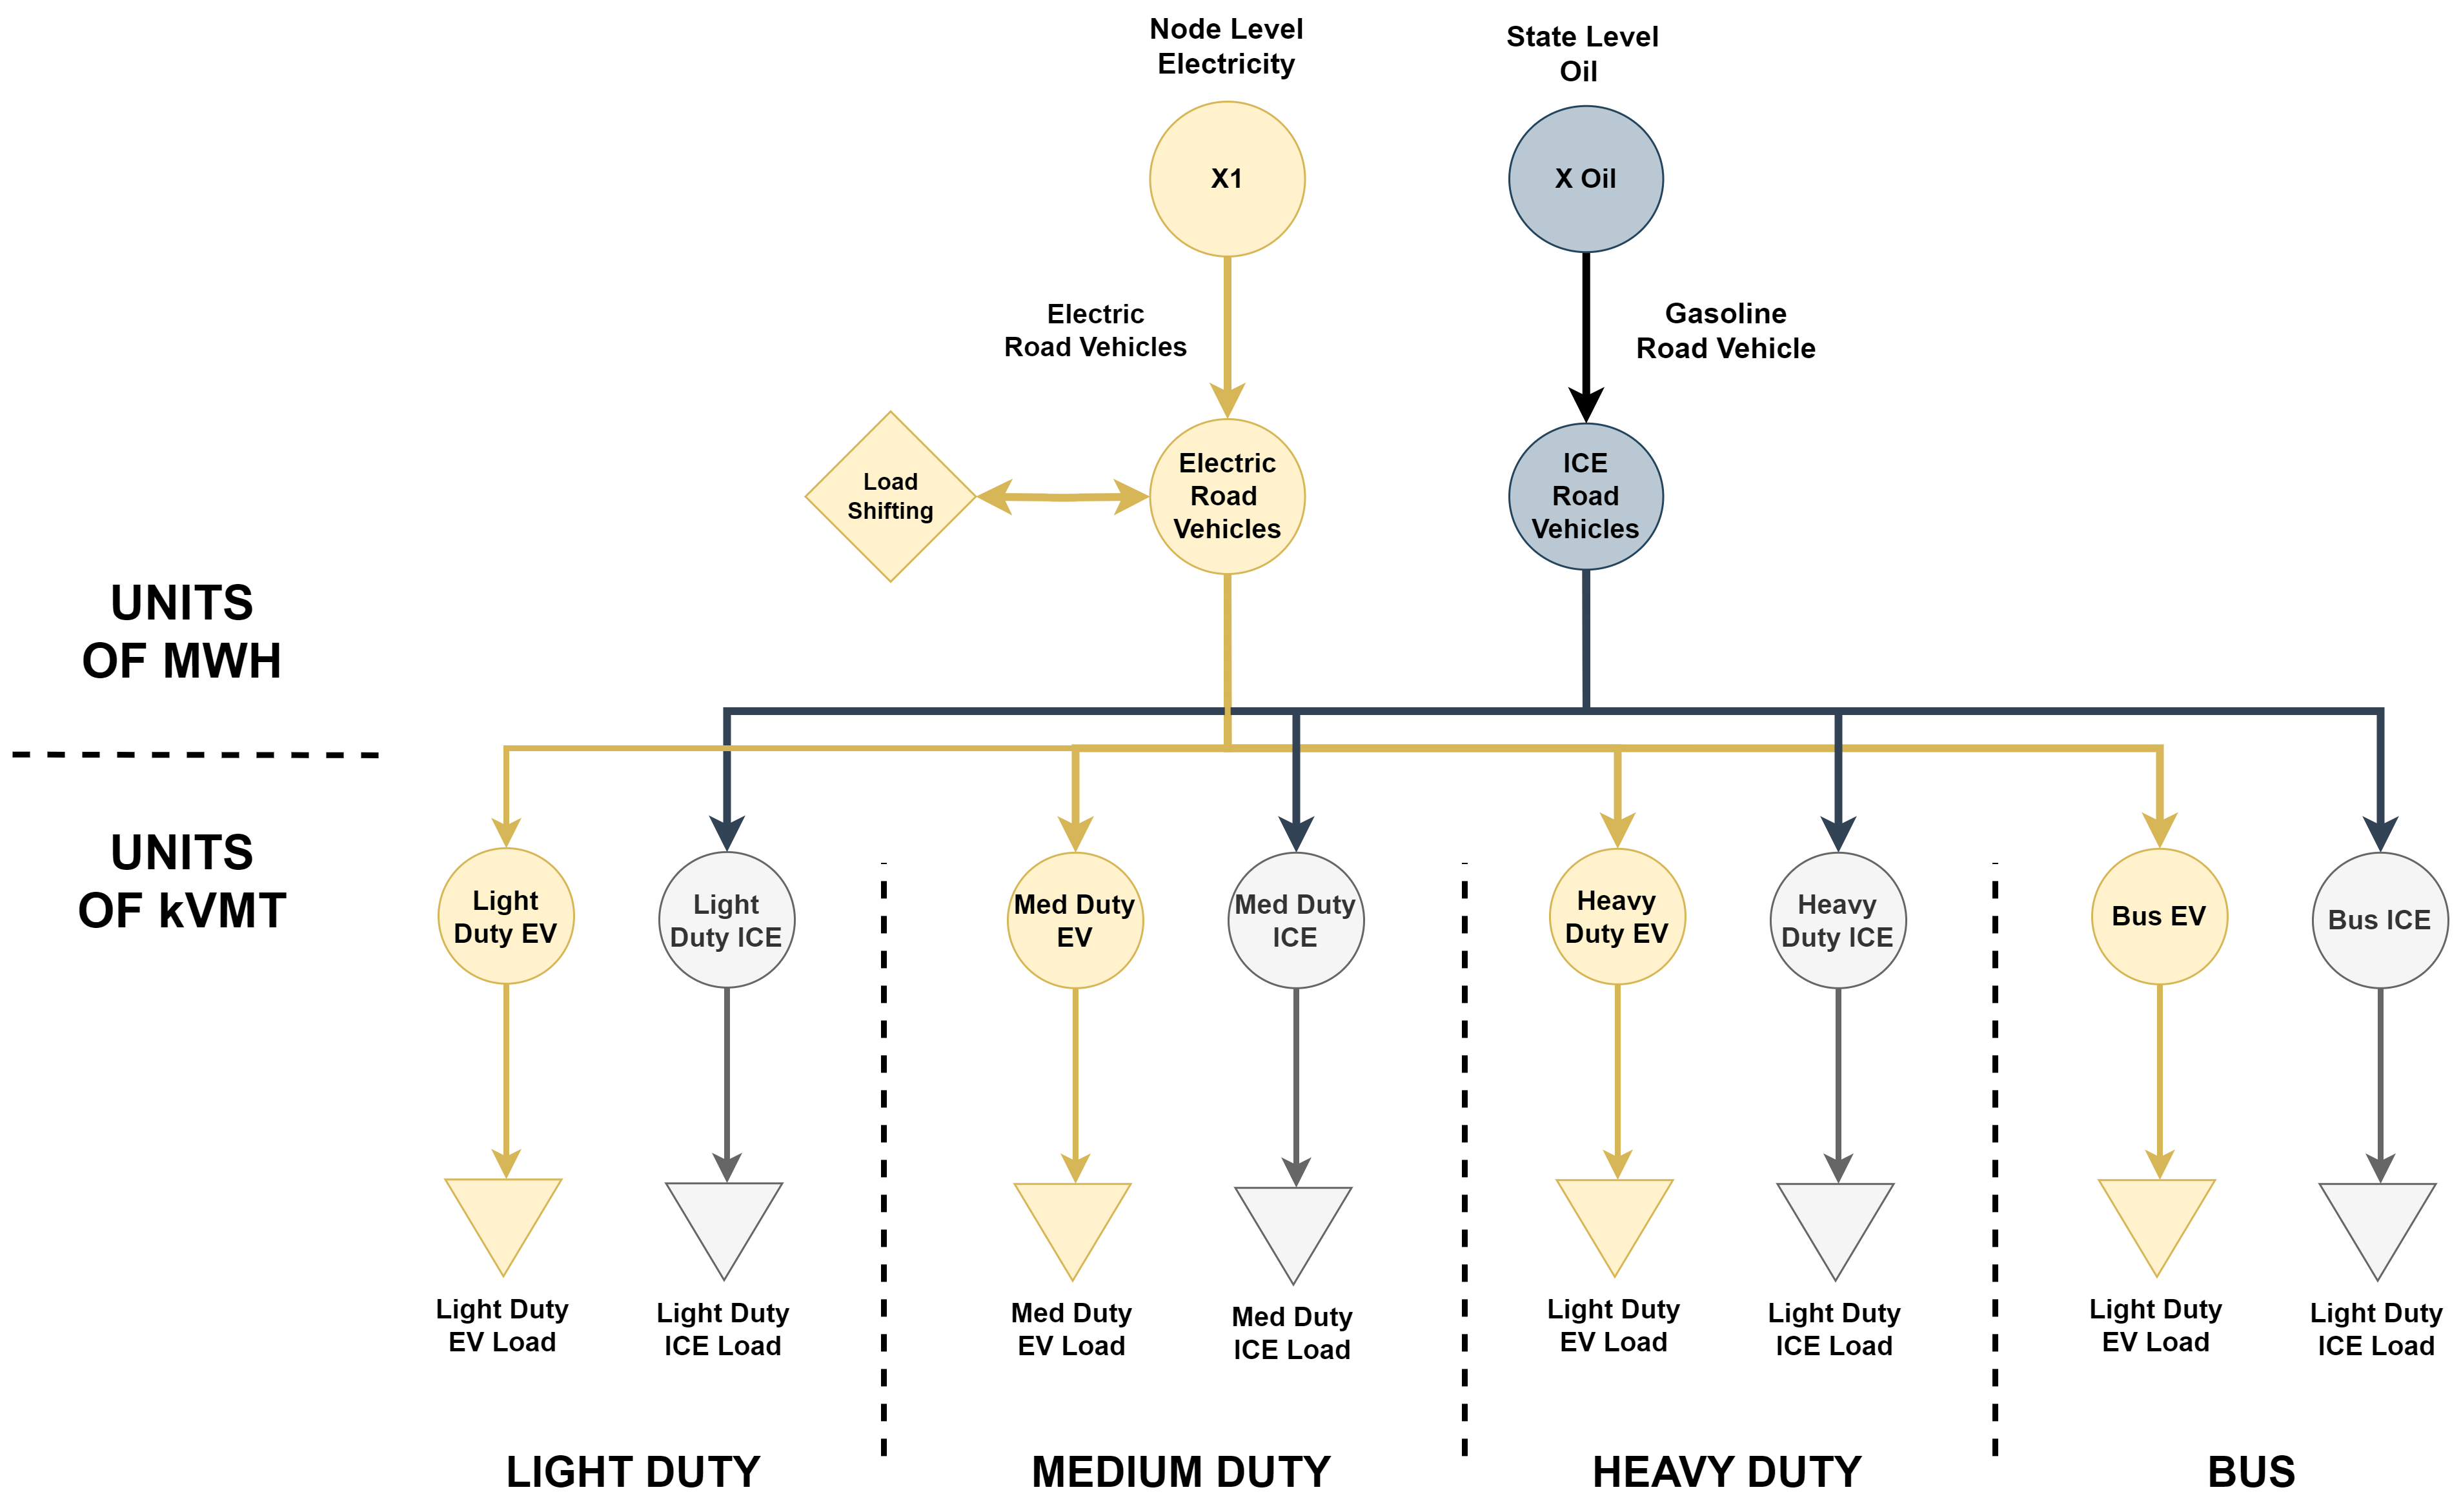 Node Level
Electricity
State Level
Oil
X1
X Oil
Electric
Road Vehicles
Gasoline
Road Vehicle
Load
Shifting
Electric
Road
Vehicles
ICE
Road
Vehicles
UNITS
OF MWH
UNITS
OF kVMT
Light
Duty EV
Light
Duty ICE
Med Duty
EV
Med Duty
ICE
Heavy
Duty EV
Heavy
Duty ICE
Bus EV
Bus ICE
Light Duty
EV Load
Light Duty
ICE Load
Med Duty
EV Load
Med Duty
ICE Load
Light Duty
EV Load
Light Duty
ICE Load
Light Duty
EV Load
Light Duty
ICE Load
LIGHT DUTY
MEDIUM DUTY
HEAVY DUTY
BUS